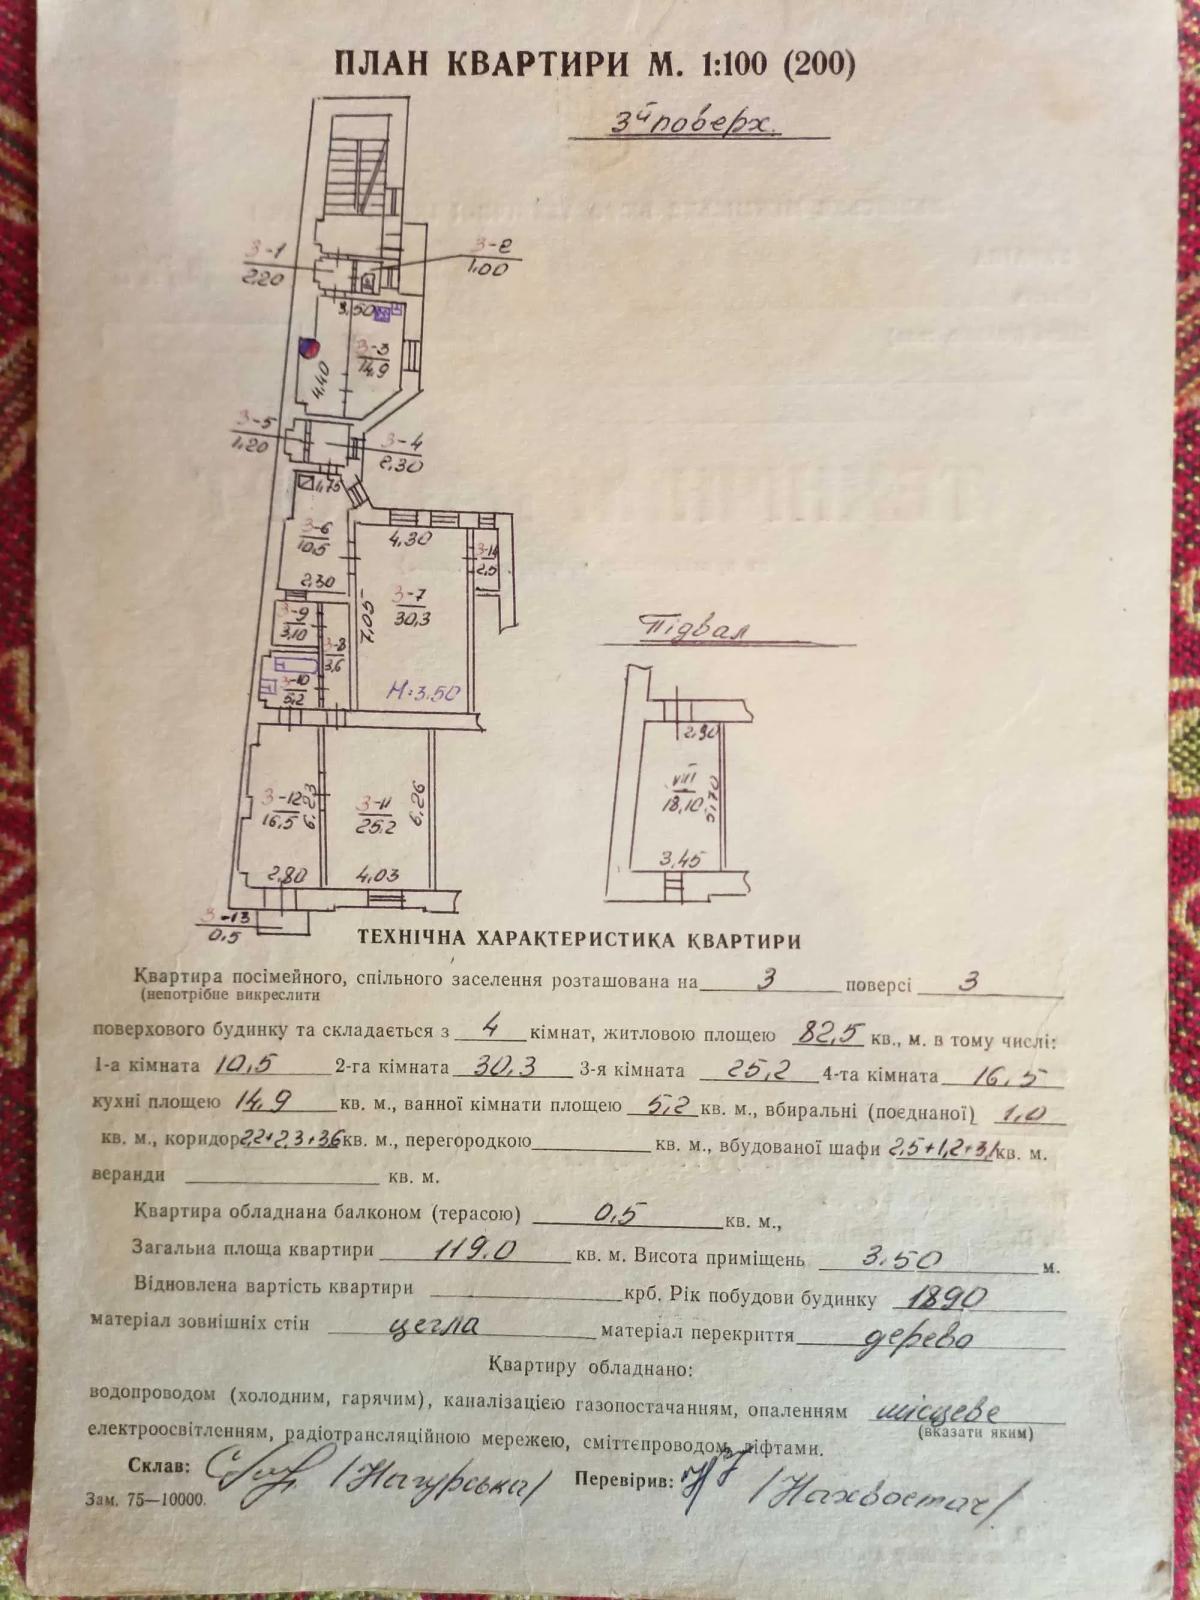 ПЛАН КВАРТИРИ М. 1:100 (200)
3й поверх.
3-1
2,20
3-2
1,00
3,50
3-3
14,9
4,40
3-5
1,20
3-4
2,30
1,75
3-6
10,5
2,30
4,30
3-14
2,5
3-7
30,3
7,05
3-9
3,10
3-8
3,6
3-10
5,2
Н=3.50
Підвал
2,90
VIII
18,10
5,70
3,45
3-12
16,5
6,23
3-11
25,2
6,26
2,80
4,03
3-13
0,5
ТЕХНІЧНА ХАРАКТЕРИСТИКА КВАРТИРИ
Квартира посімейного, спільного заселення розташована на 3 поверсі 3
(непотрібне викреслити
поверхового будинку та складається з 4 кімнат, житловою площею 82,5 кв., м. в тому числі:
1-а кімната 10,5 2-га кімната 30,3 3-я кімната 25,2 4-та кімната 16,5
кухні площею 14,9 кв. м., ванної кімнати площею 5,2 кв. м., вбиральні (поєднаної) 1,0
кв. м., коридор 2,2+2,3+3,6 кв. м., перегородкою кв. м., вбудованої шафи 2,5+1,2+3,1 кв. м.
веранди кв. м.
Квартира обладнана балконом (терасою) 0,5 кв. м.,
Загальна площа квартири 119,0 кв. м. Висота приміщень 3.50 м.
Відновлена вартість квартири крб. Рік побудови будинку 1890
матеріал зовнішніх стін цегла матеріал перекриття дерево
Квартиру обладнано:
водопроводом (холодним, гарячим), каналізацією газопостачанням, опаленням місцеве
(вказати яким)
електроосвітленням, радіотрансляційною мережею, сміттєпроводом, ліфтами.
Склав: /Нагурська/ Перевірив: /Нахвостач/
Зам. 75—10000.